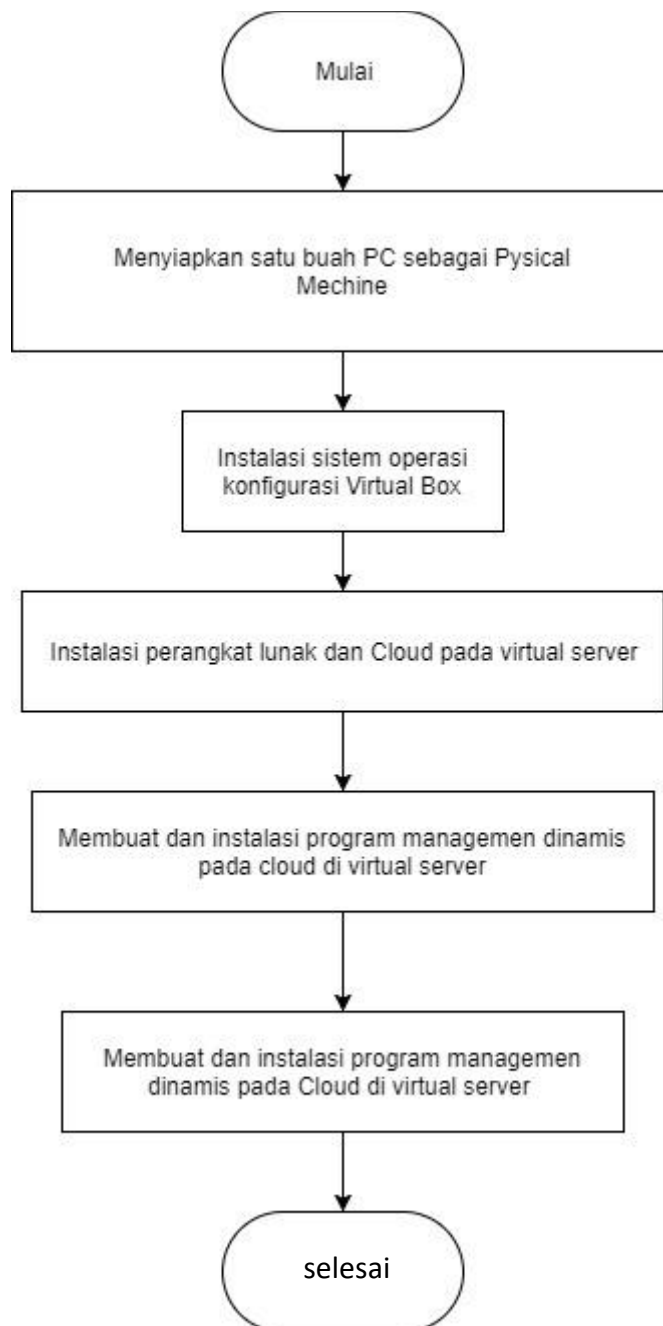 Mulai
Menyiapkan satu buah PC sebagai Pysical
Mechine
Instalasi sistem operasi
konfigurasi Virtual Box
Instalasi perangkat lunak dan Cloud pada virtual server
Membuat dan instalasi program managemen dinamis
pada cloud di virtual server
Membuat dan instalasi program managemen
dinamis pada Cloud di virtual server
selesai